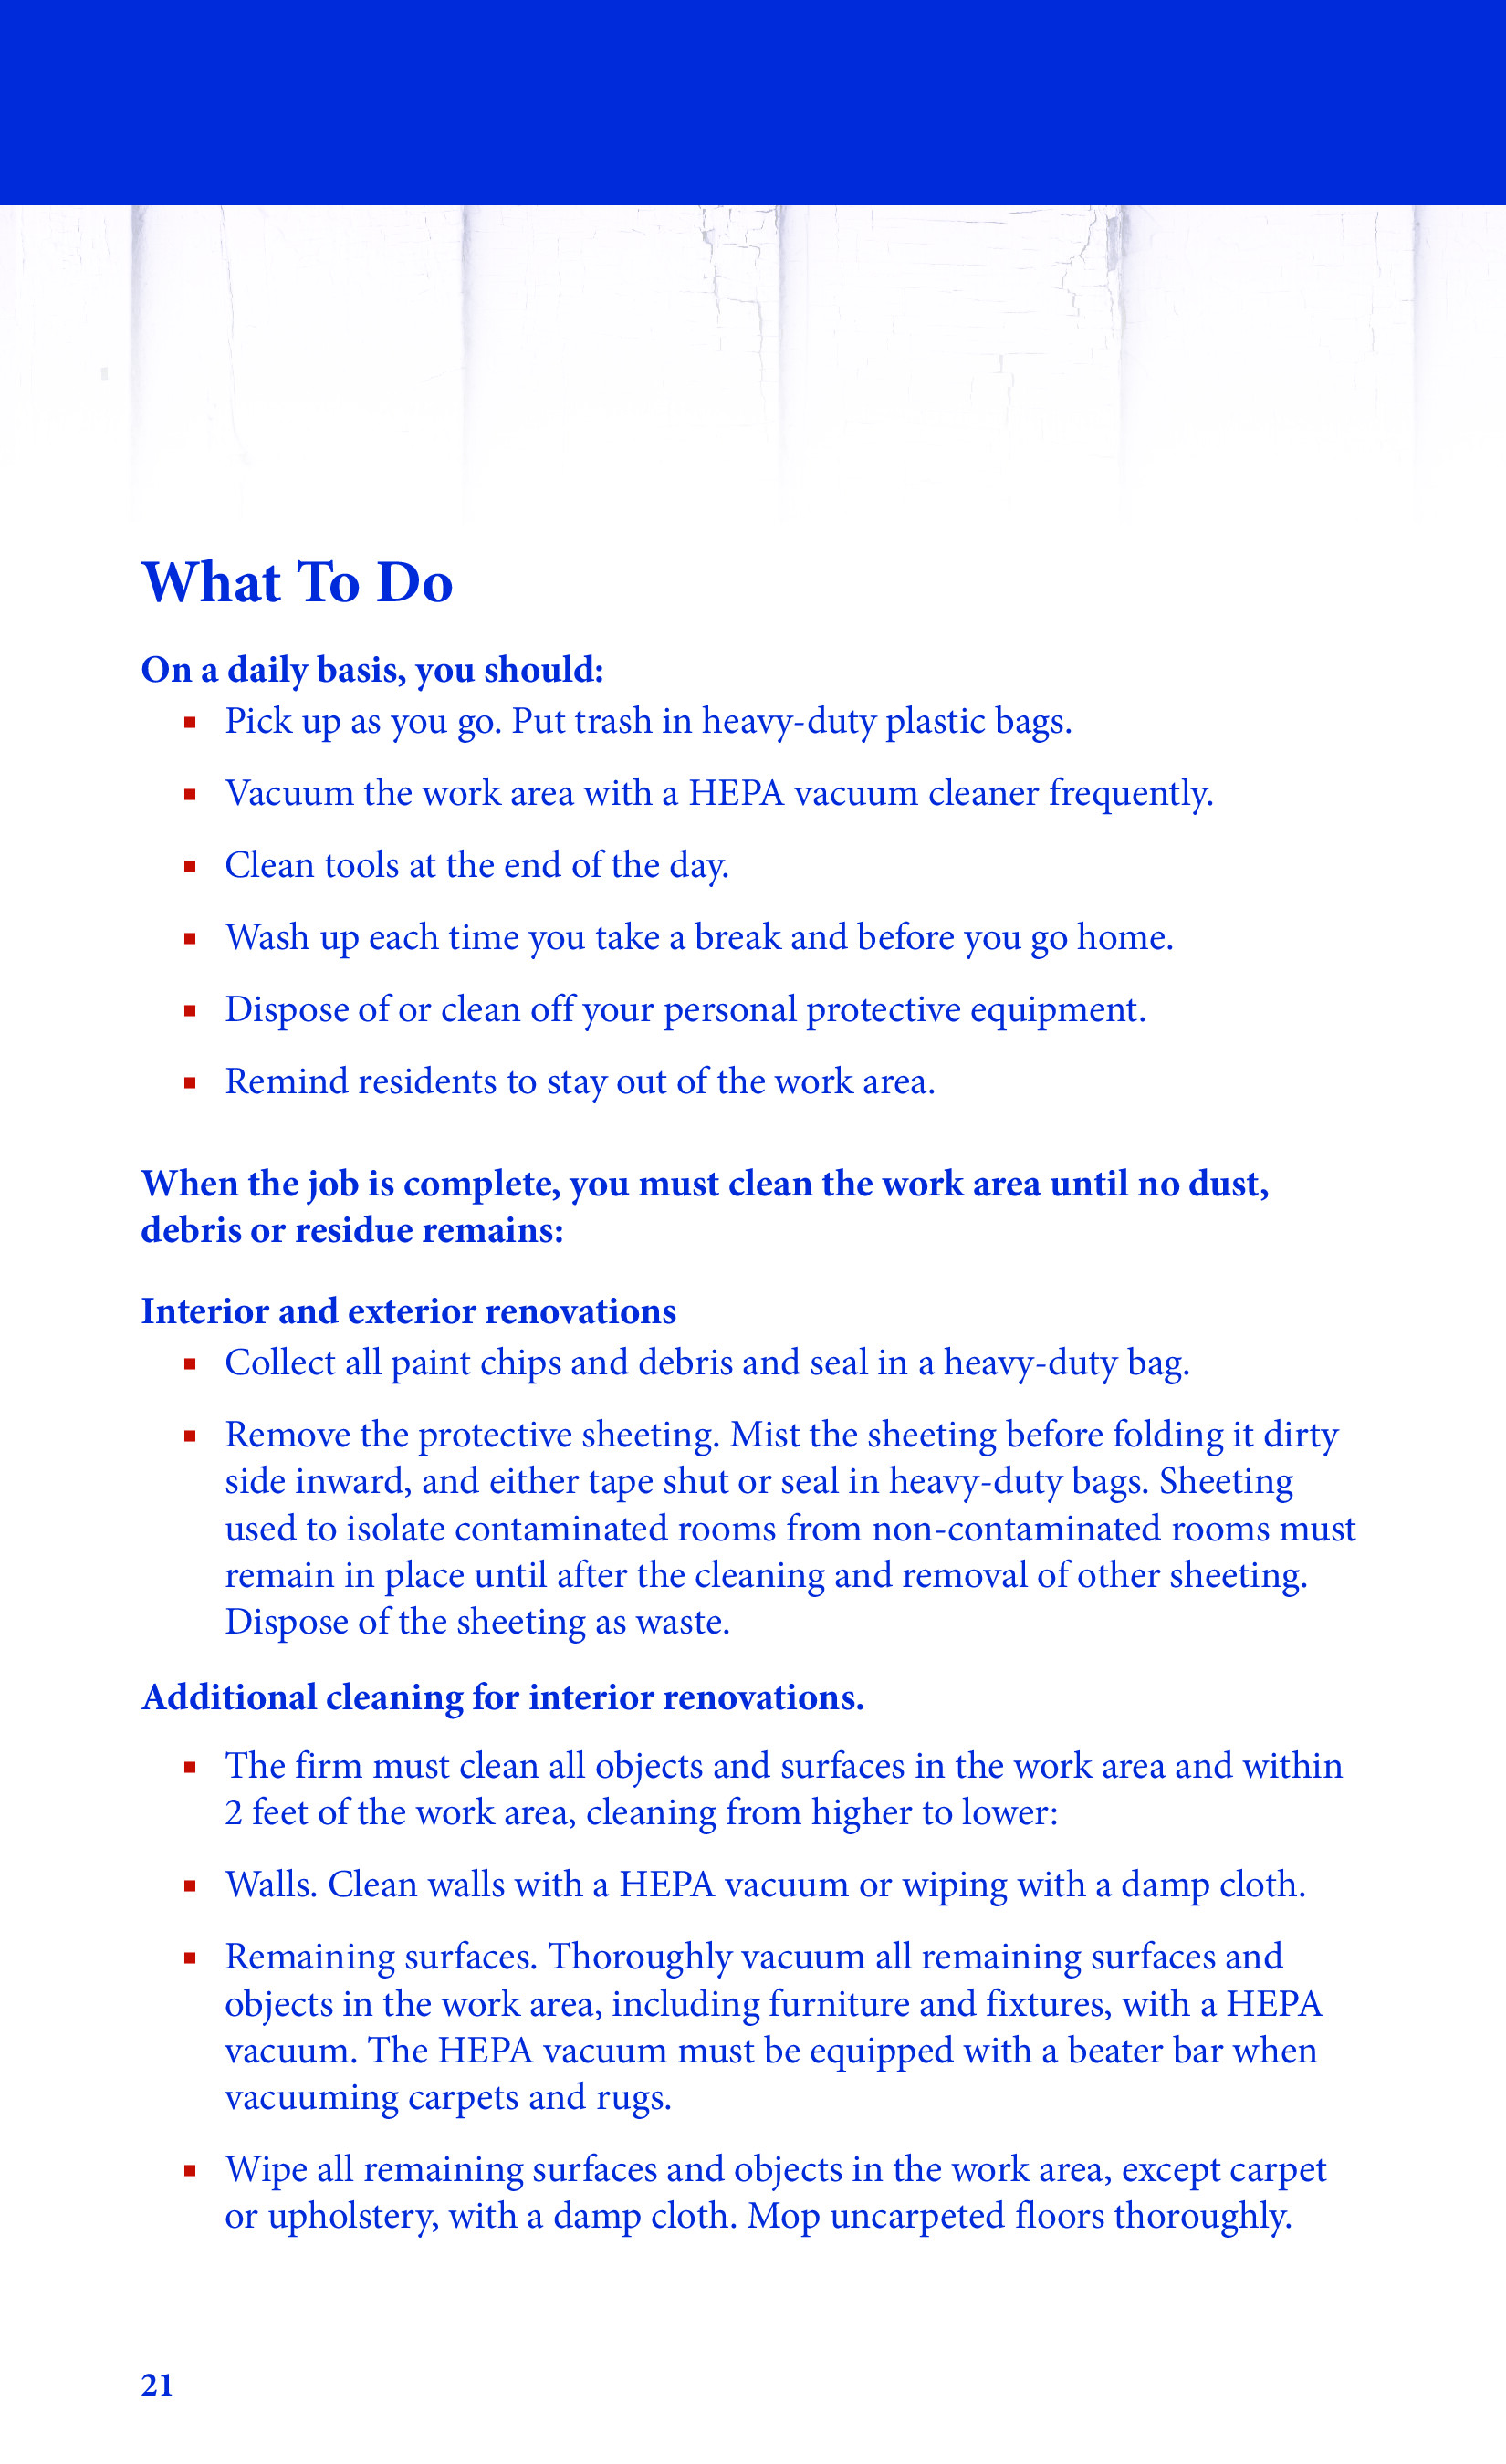 What To Do
On a daily basis, you should:
▪ Pick up as you go. Put trash in heavy-duty plastic bags.
▪ Vacuum the work area with a HEPA vacuum cleaner frequently.
▪ Clean tools at the end of the day.
▪ Wash up each time you take a break and before you go home.
▪ Dispose of or clean off your personal protective equipment.
▪ Remind residents to stay out of the work area.
When the job is complete, you must clean the work area until no dust,
debris or residue remains:
Interior and exterior renovations
▪ Collect all paint chips and debris and seal in a heavy-duty bag.
▪ Remove the protective sheeting. Mist the sheeting before folding it dirty
side inward, and either tape shut or seal in heavy-duty bags. Sheeting
used to isolate contaminated rooms from non-contaminated rooms must
remain in place until after the cleaning and removal of other sheeting.
Dispose of the sheeting as waste.
Additional cleaning for interior renovations.
▪ The firm must clean all objects and surfaces in the work area and within
2 feet of the work area, cleaning from higher to lower:
▪ Walls. Clean walls with a HEPA vacuum or wiping with a damp cloth.
▪ Remaining surfaces. Thoroughly vacuum all remaining surfaces and
objects in the work area, including furniture and fixtures, with a HEPA
vacuum. The HEPA vacuum must be equipped with a beater bar when
vacuuming carpets and rugs.
▪ Wipe all remaining surfaces and objects in the work area, except carpet
or upholstery, with a damp cloth. Mop uncarpeted floors thoroughly.
21